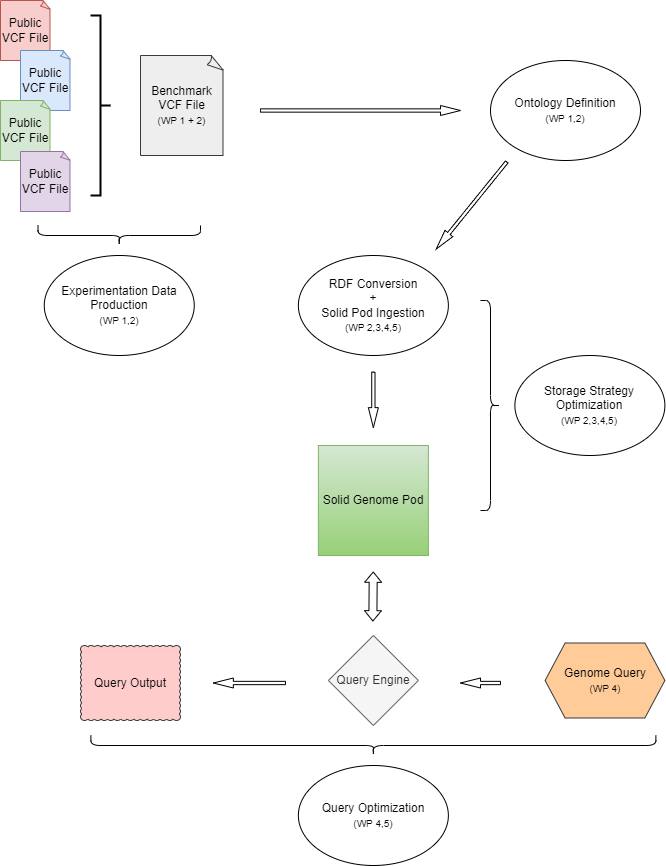 Public
VCF File
Public
VCF File
Public
VCF File
Public
VCF File
Benchmark
VCF File
(WP 1 + 2)
Ontology Definition
(WP 1,2)
Experimentation Data
Production
(WP 1,2)
RDF Conversion
+
Solid Pod Ingestion
(WP 2,3,4,5)
Storage Strategy
Optimization
(WP 2,3,4,5)
Solid Genome Pod
Query Output
Query Engine
Genome Query
(WP 4)
Query Optimization
(WP 4,5)